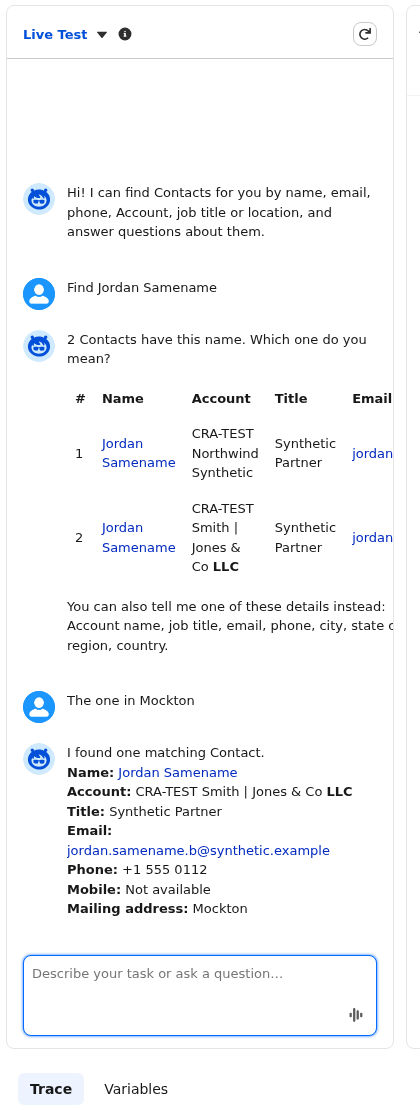 Live Test
Hi! I can find Contacts for you by name, email,
phone, Account, job title or location, and
answer questions about them.
Find Jordan Samename
2 Contacts have this name. Which one do you
mean?
# Name Account Title Email
1 Jordan Samename CRA-TEST Northwind Synthetic Synthetic Partner jordan
2 Jordan Samename CRA-TEST Smith | Jones & Co LLC Synthetic Partner jordan
You can also tell me one of these details instead:
Account name, job title, email, phone, city, state
region, country.
The one in Mockton
I found one matching Contact.
Name: Jordan Samename
Account: CRA-TEST Smith | Jones & Co LLC
Title: Synthetic Partner
Email:
jordan.samename.b@synthetic.example
Phone: +1 555 0112
Mobile: Not available
Mailing address: Mockton
Describe your task or ask a question...
Trace Variables